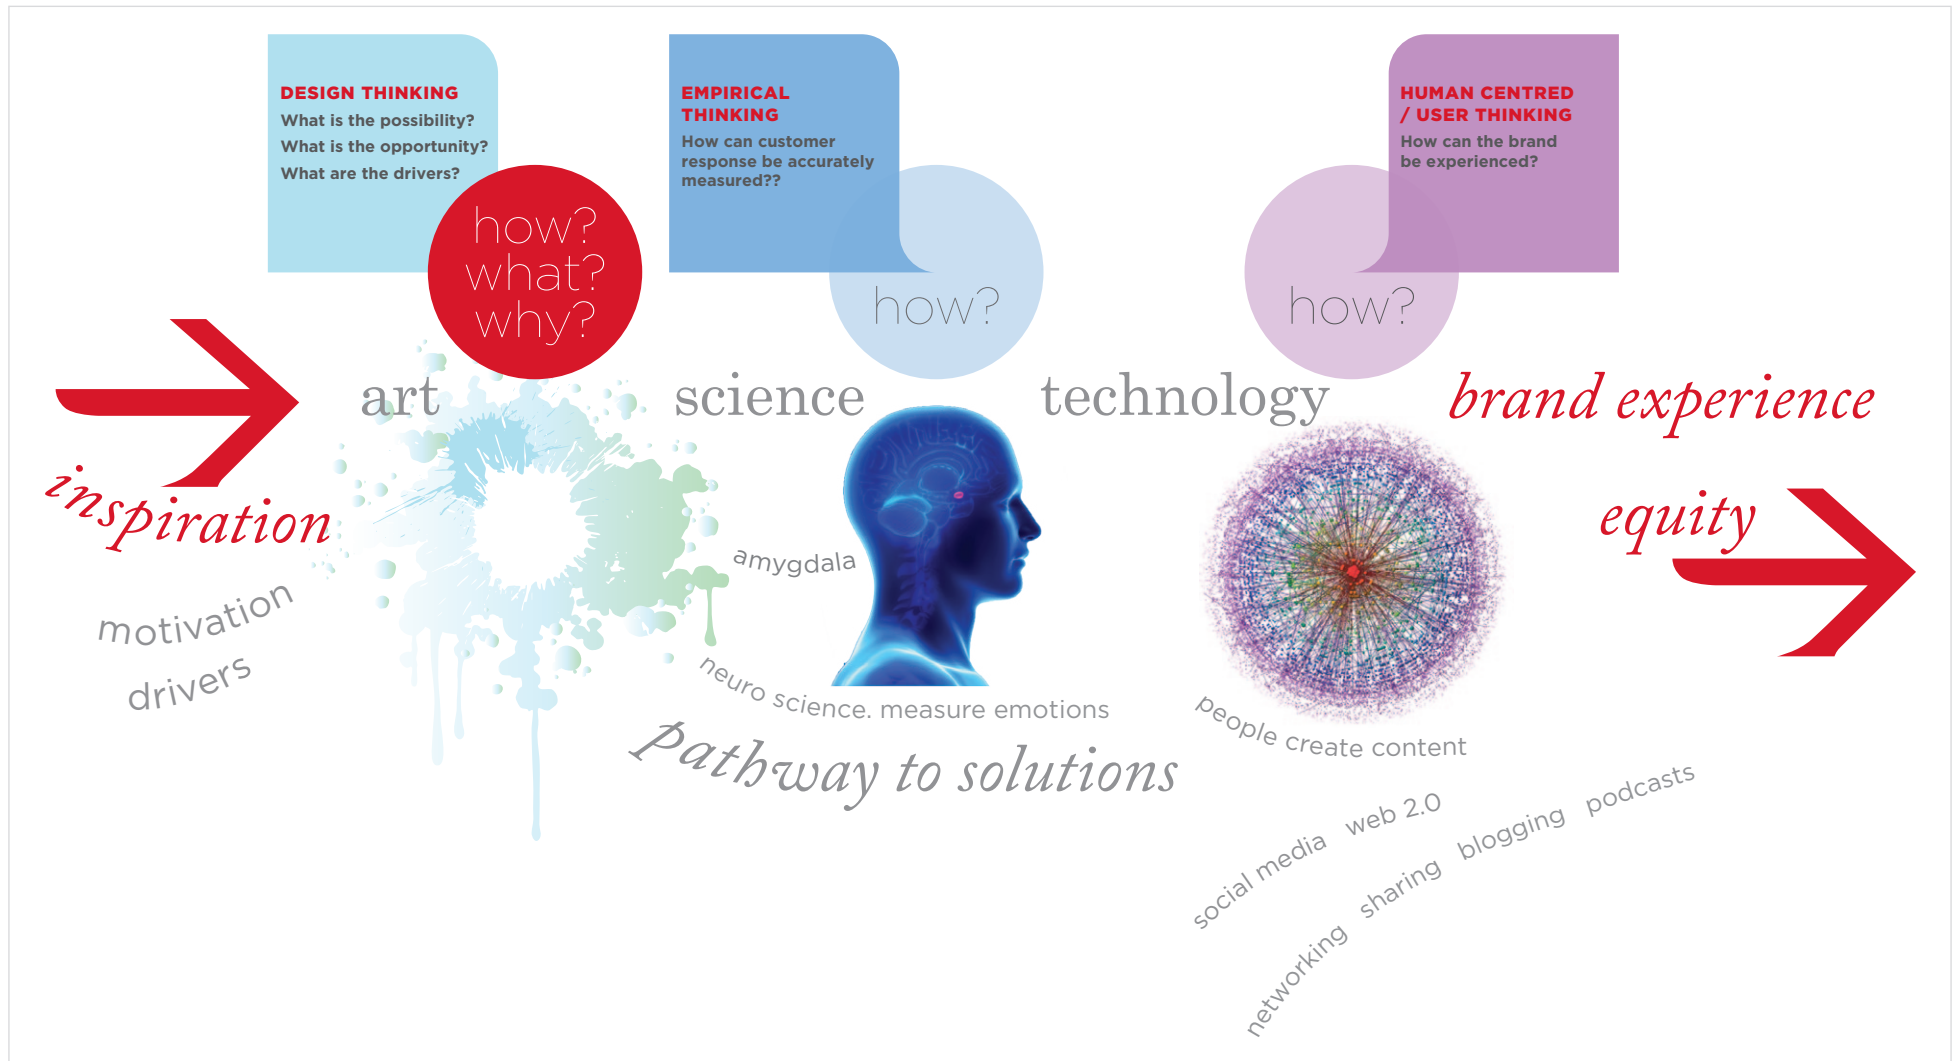 DESIGN THINKING
What is the possibility?
What is the opportunity?
What are the drivers?
how?
what?
why?
EMPIRICAL
THINKING
How can customer
response be accurately
measured??
how?
HUMAN CENTRED
/ USER THINKING
How can the brand
be experienced?
how?
inspiration
motivation
drivers
art
science
technology
brand experience
equity
amygdala
neuro science. measure emotions
pathway to solutions
people create content
social media web 2.0
networking sharing blogging podcasts